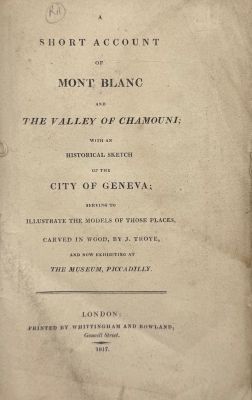 A
SHORT ACCOUNT
OF
MONT BLANC
AND
THE VALLEY OF CHAMOUNI;
WITH AN
HISTORICAL SKETCH
OF THE
CITY OF GENEVA;
SERVING TO
ILLUSTRATE THE MODELS OF THOSE PLACES,
CARVED IN WOOD, BY J. TROYE,
AND NOW EXHIBITING AT
THE MUSEUM, PICCADILLY.
LONDON:
PRINTED BY WHITTINGHAM AND ROWLAND,
Goswell Street.
1817.